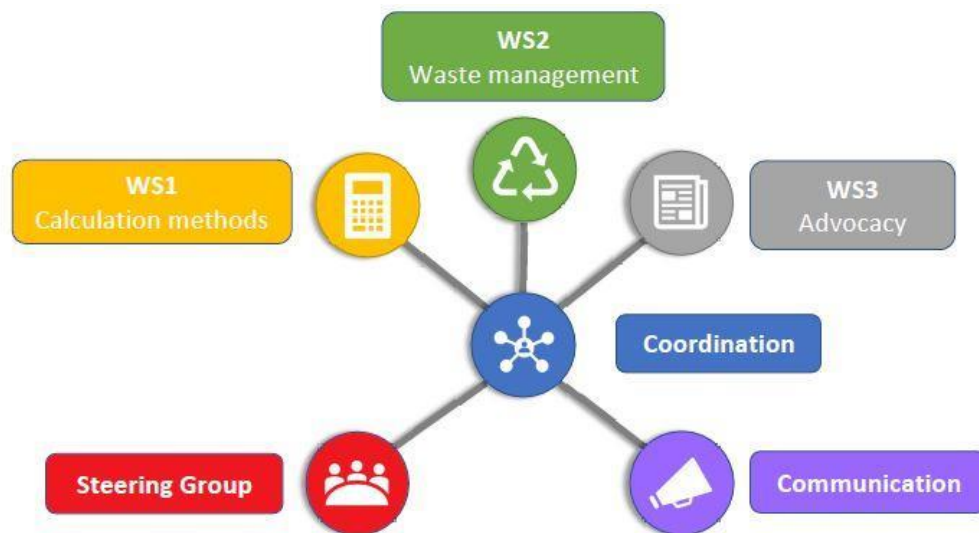 WS2
Waste management
WS1
Calculation methods
WS3
Advocacy
Coordination
Steering Group
Communication